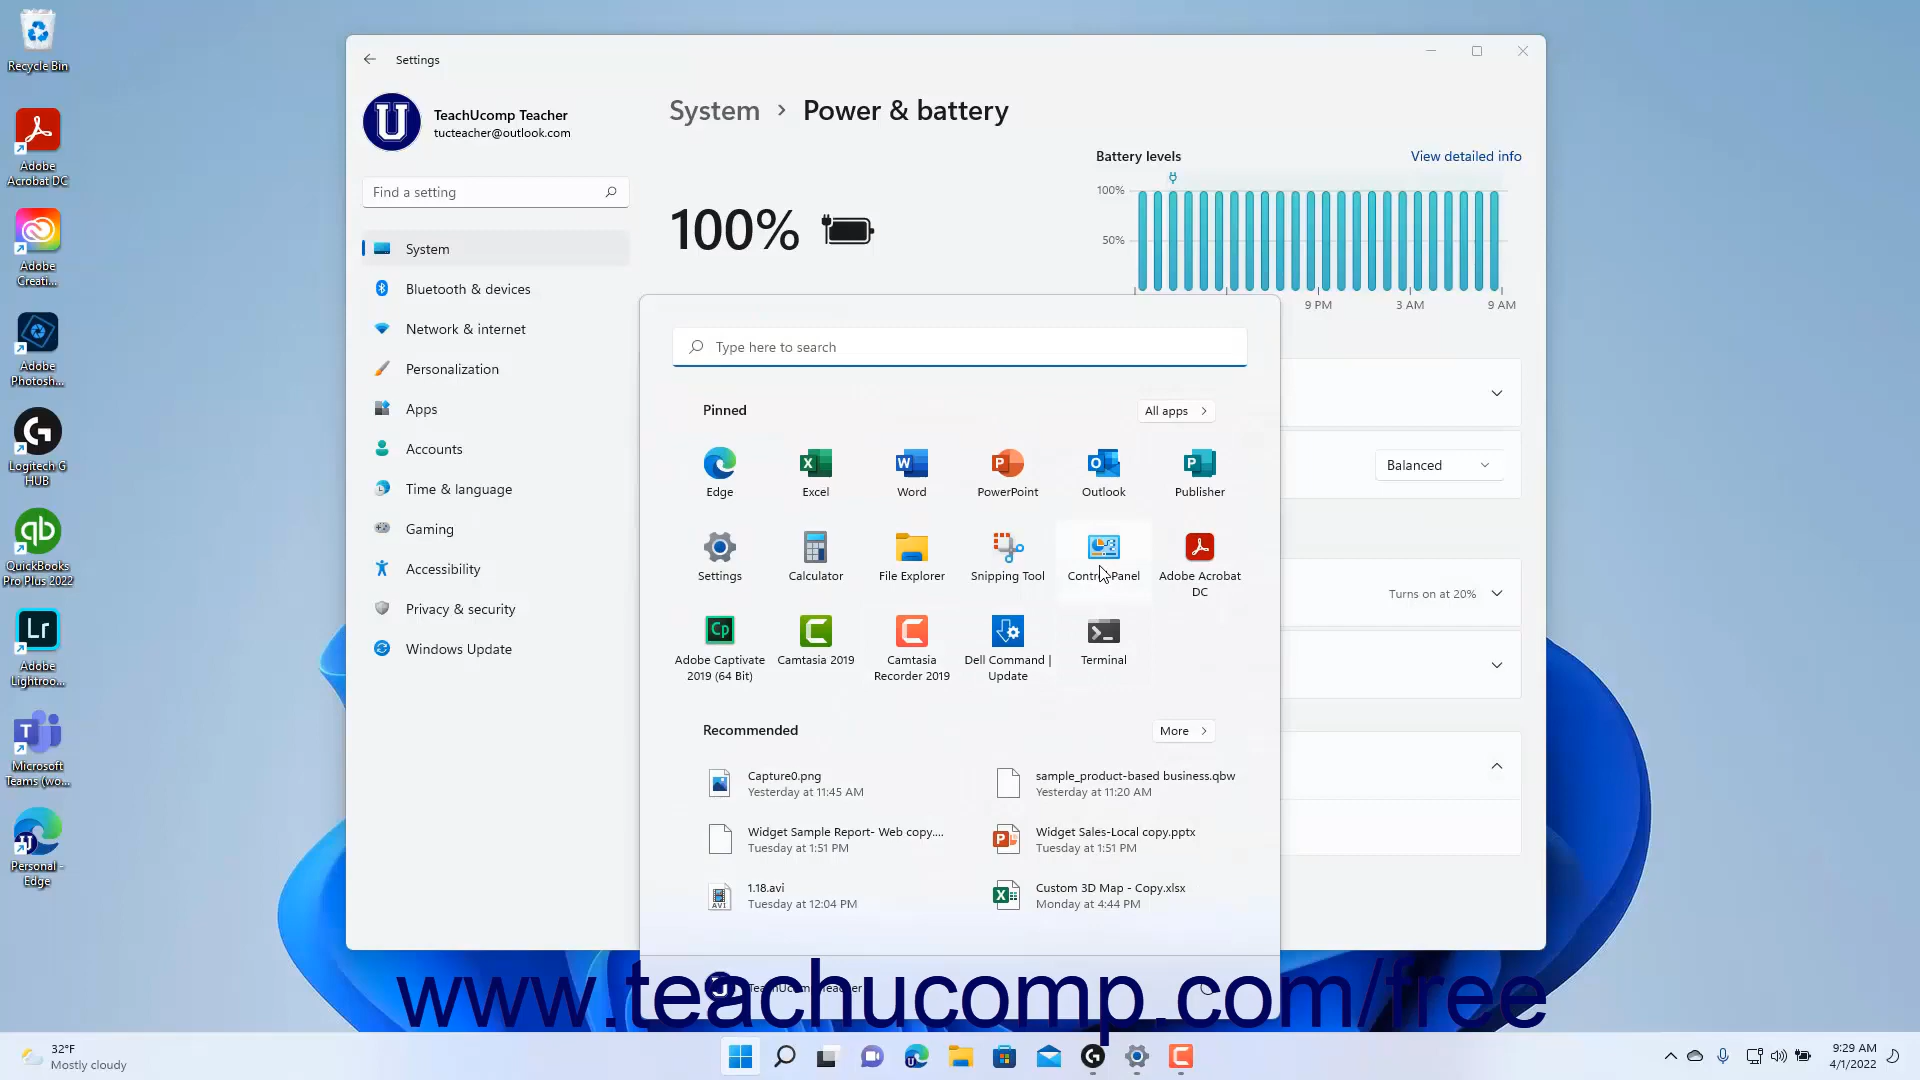 Recycle Bin
Adobe
Acrobat DC
Adobe
Creati...
Adobe
Photosh...
Logitech G
HUB
QuickBooks
Pro Plus 2022
Adobe
Lightroo...
Microsoft
Teams (wo...
Personal -
Edge
Settings
TeachUcomp Teacher
tucteacher@outlook.com
Find a setting
System
Bluetooth & devices
Network & internet
Personalization
Apps
Accounts
Time & language
Gaming
Accessibility
Privacy & security
Windows Update
System > Power & battery
100%
Battery levels
View detailed info
100%
50%
9 PM
3 AM
9 AM
Balanced
Turns on at 20%
Type here to search
Pinned
All apps >
Edge
Excel
Word
PowerPoint
Outlook
Publisher
Settings
Calculator
File Explorer
Snipping Tool
Control Panel
Adobe Acrobat
DC
Adobe Captivate
2019 (64 Bit)
Camtasia 2019
Camtasia
Recorder 2019
Dell Command |
Update
Terminal
Recommended
More >
Capture0.png
Yesterday at 11:45 AM
sample_product-based business.qbw
Yesterday at 11:20 AM
Widget Sample Report- Web copy....
Tuesday at 1:51 PM
Widget Sales-Local copy.pptx
Tuesday at 1:51 PM
1.18.avi
Tuesday at 12:04 PM
Custom 3D Map - Copy.xlsx
Monday at 4:44 PM
TeachUcomp Teacher
www.teachucomp.com/free
32°F
Mostly cloudy
9:29 AM
4/1/2022